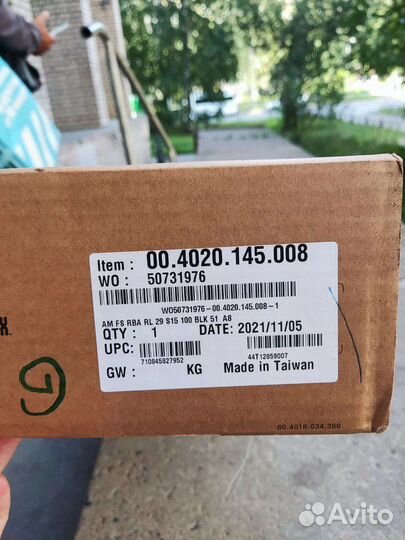 Item : 00.4020.145.008
WO : 50731976
WO50731976-00.4020.145.008-1
AM FS RBA RL 29 S15 100 BLK 51 A8
QTY : 1 DATE: 2021/11/05
UPC:
710845827952 44T12859007
GW : KG Made in Taiwan
X.
G
60.4018.034.360
Avito